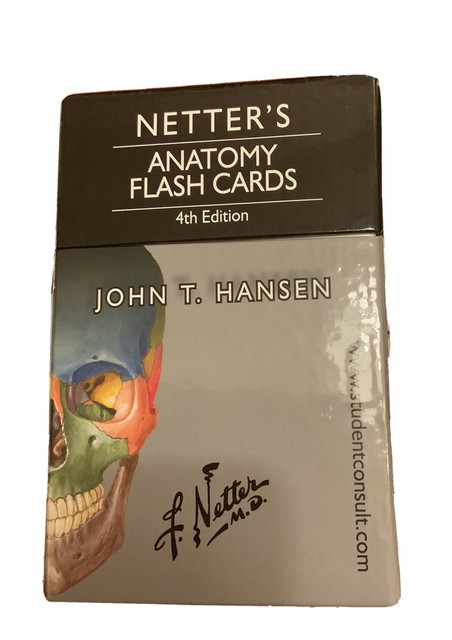 NETTER'S
ANATOMY
FLASH CARDS
4th Edition
JOHN T. HANSEN
www.studentconsult.com
f. Netter
M.D.